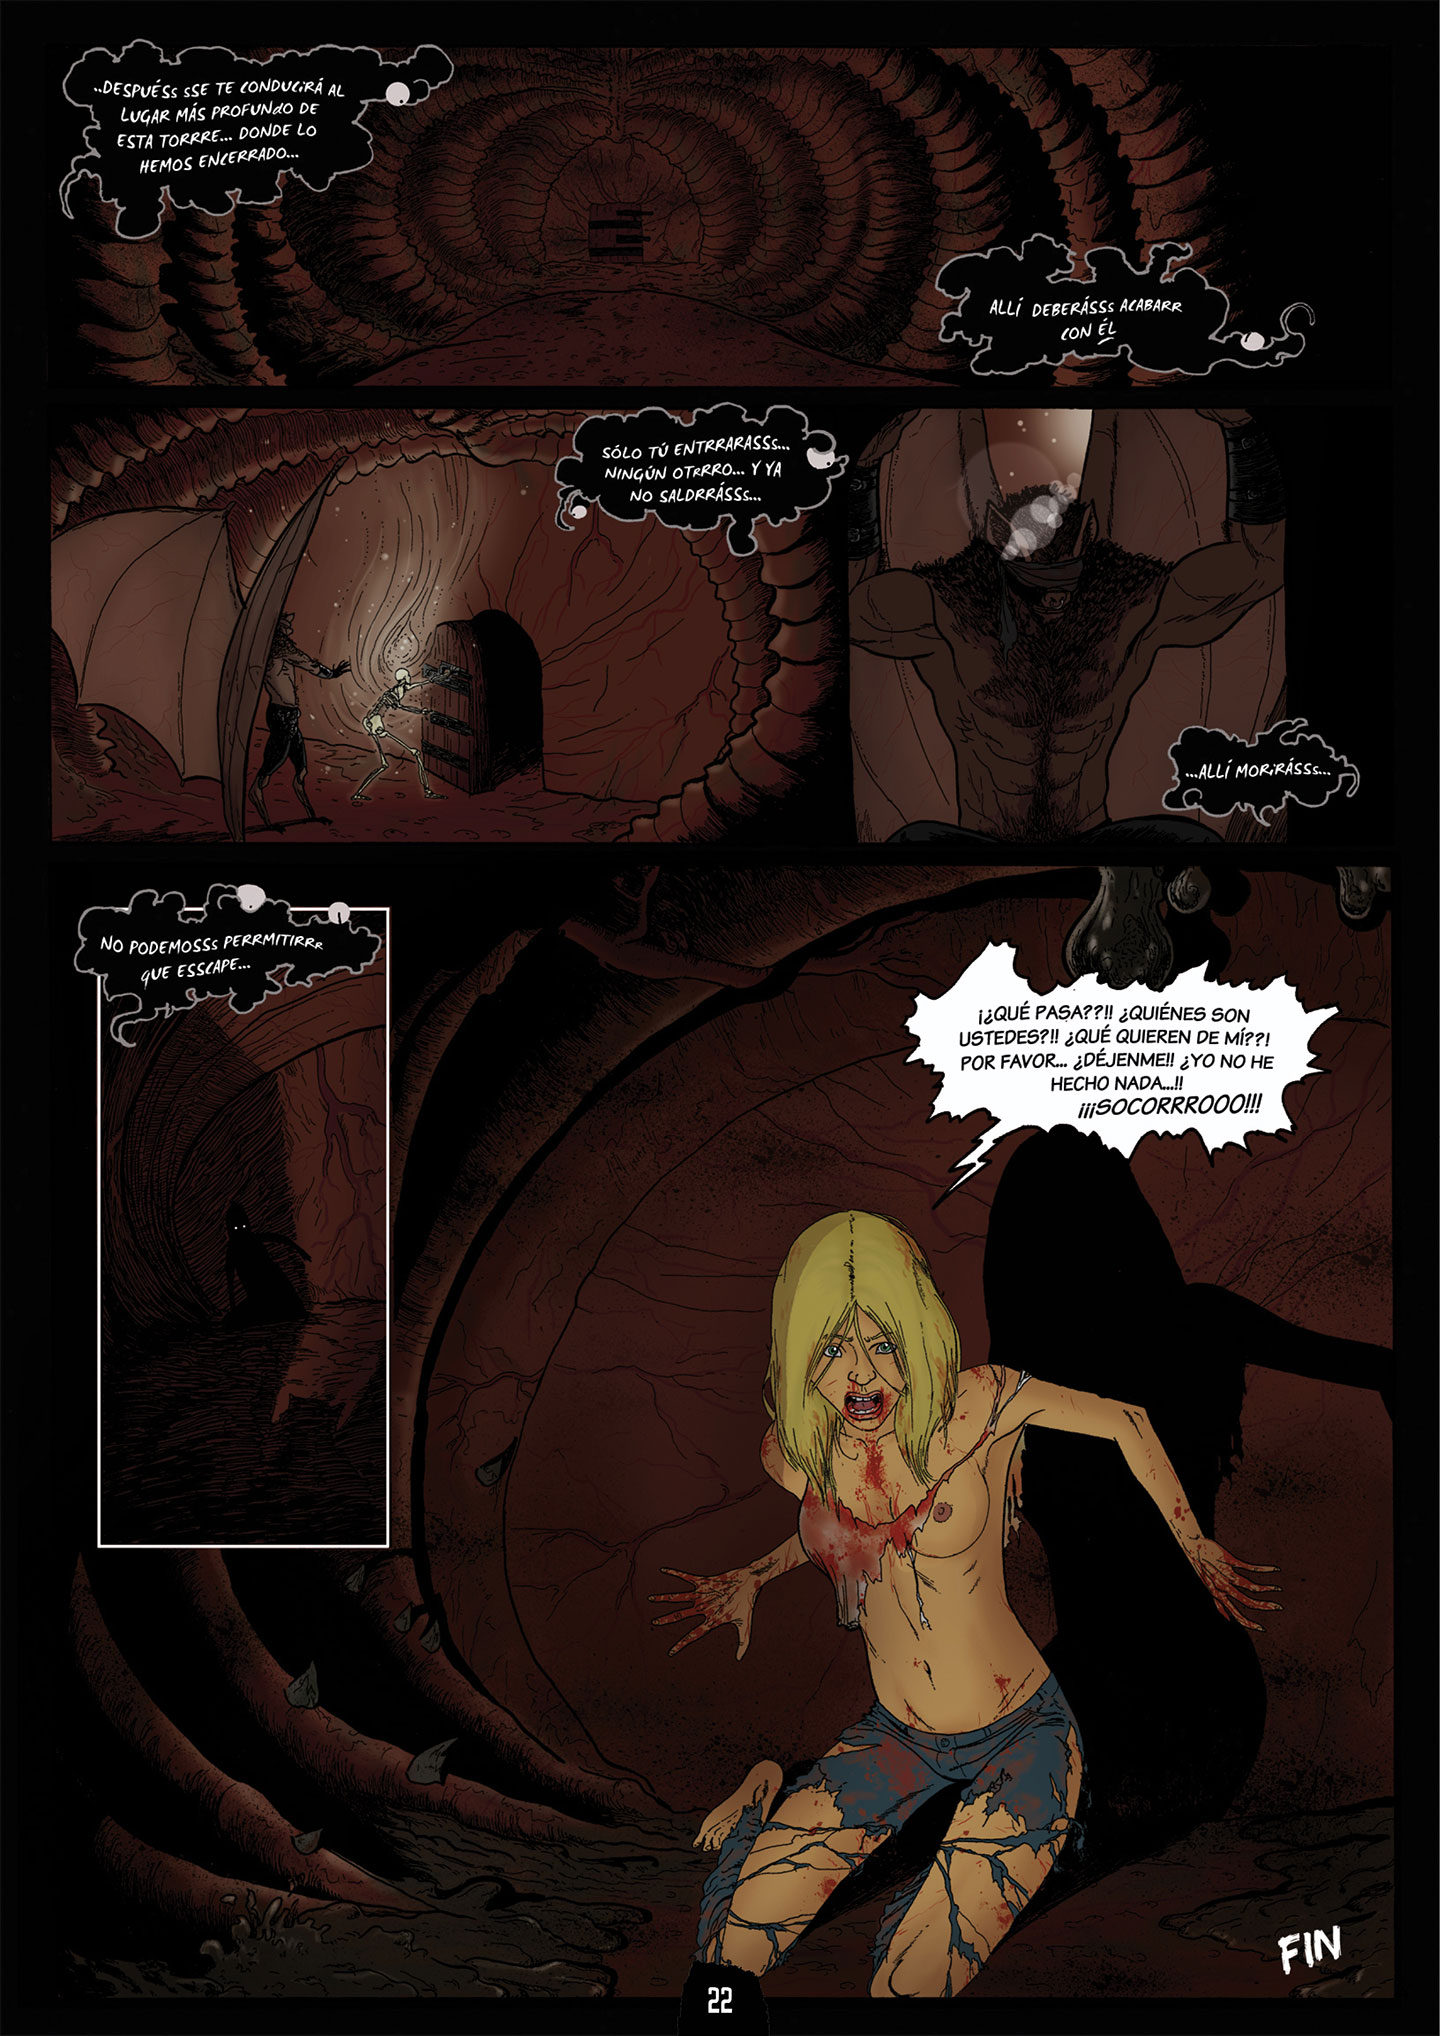 ..DESPUÉSs sSE TE CONDUCiRÁ AL
LUGAR MÁS PROFUNdO DE
ESTA TORRRE... DONDE LO
HEMOS ENCERRADO...
ALLÍ DEBERÁSSs ACABARR
CON ÉL
SÓLO TÚ ENTRRARASSs...
NINGÚN OTrRRO... Y YA
NO SALDRRÁSSs...
...ALLÍ MORiRÁSSs...
NO PODEMOSSs PERRMITIRRr
QUE ESSCAPE...
¡¿QUÉ PASA??!! ¿QUIÉNES SON
USTEDES?!! ¿QUÉ QUIEREN DE MÍ??!
POR FAVOR... ¿DÉJENME!! ¿YO NO HE
HECHO NADA...!!
¡¡¡SOCORRROOO!!!
FIN
22